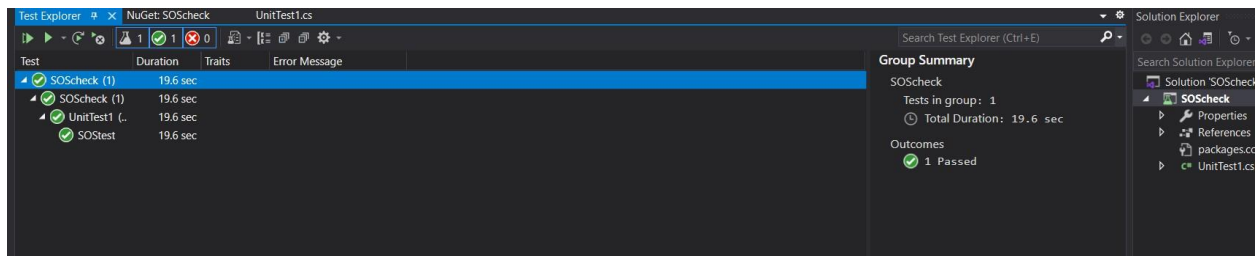 Test Explorer NuGet: SOScheck UnitTest1.cs
1 1 0 Search Test Explorer (Ctrl+E)
Test Duration Traits Error Message
SOScheck (1) 19.6 sec
SOScheck (1) 19.6 sec
UnitTest1 (.. 19.6 sec
SOStest 19.6 sec
Group Summary
SOScheck
Tests in group: 1
Total Duration: 19.6 sec
Outcomes
1 Passed
Solution Explorer
Search Solution Explorer
Solution 'SOScheck
SOScheck
Properties
References
packages.co
UnitTest1.cs